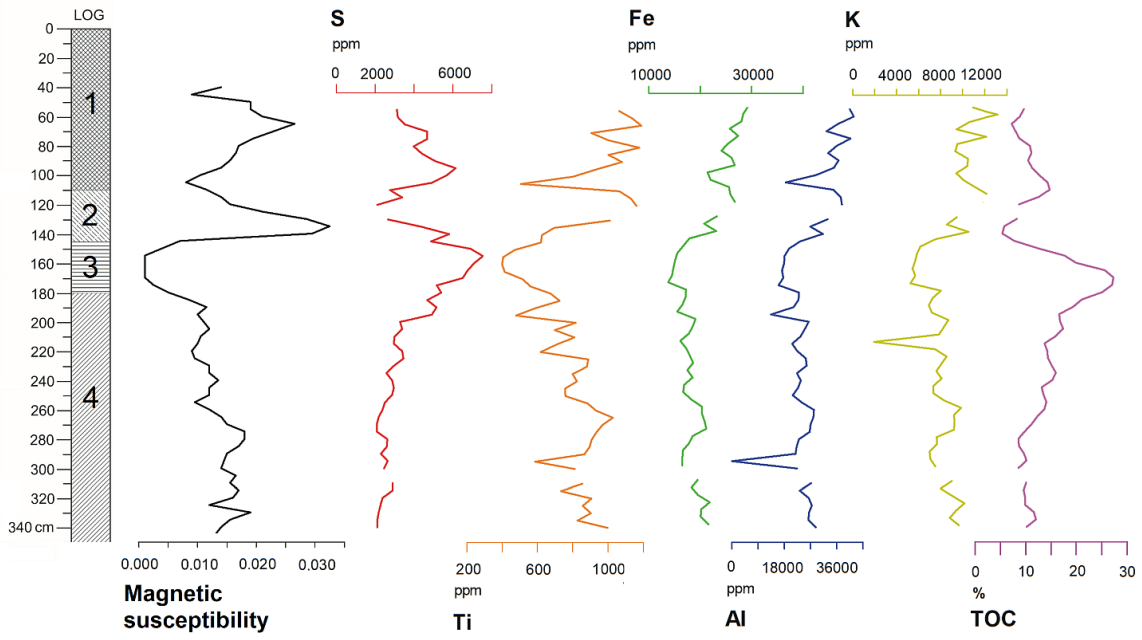 LOG
S
Fe
K
ppm
ppm
ppm
0 2000 6000
10000 30000
0 4000 8000 12000
0
20
40
60
80
100
120
140
160
180
200
220
240
260
280
300
320
340 cm
1
2
3
4
0.000 0.010 0.020 0,030
200 600 1000
0 18000 36000
0 10 20 30
ppm
ppm
%
Magnetic
susceptibility
Ti
Al
TOC